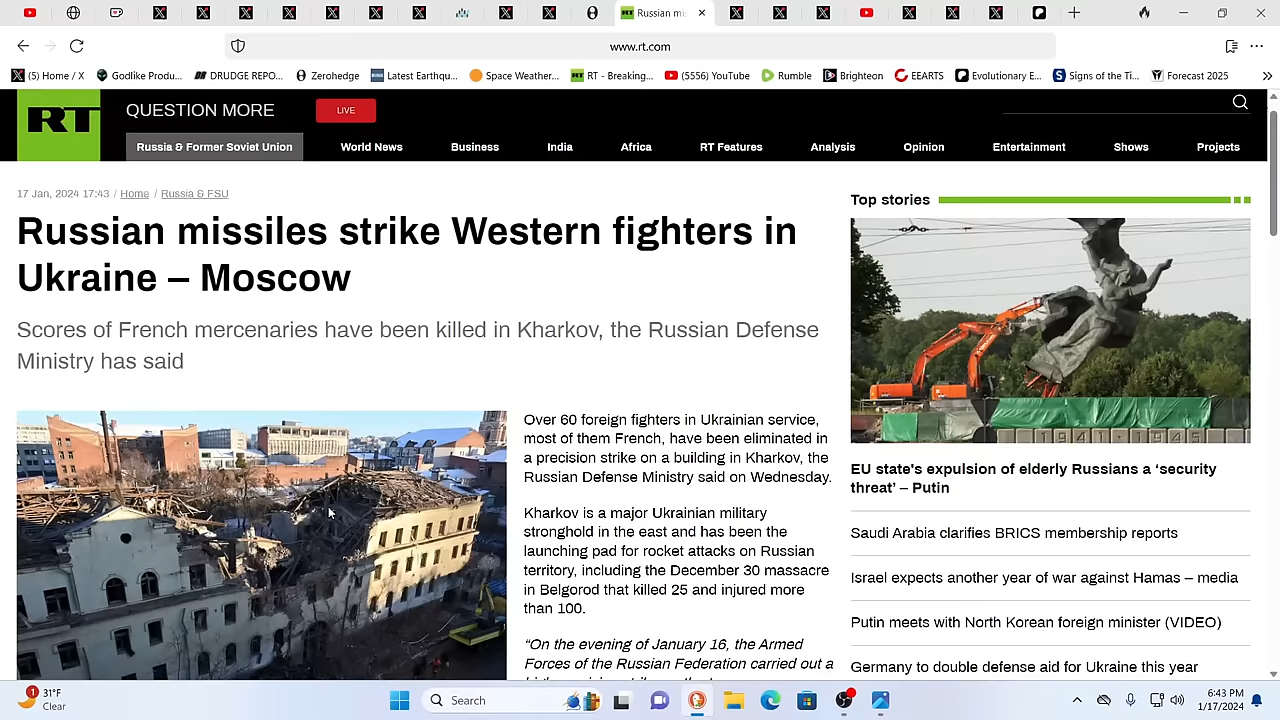 Russian mis
www.rt.com
(5) Home / X
Godlike Produ...
DRUDGE REPO...
Zerohedge
Latest Earthqu...
Space Weather...
RT - Breaking...
(5556) YouTube
Rumble
Brighteon
EEARTS
Evolutionary E...
Signs of the Ti...
Forecast 2025
RT
QUESTION MORE
LIVE
Russia & Former Soviet Union
World News
Business
India
Africa
RT Features
Analysis
Opinion
Entertainment
Shows
Projects
17 Jan, 2024 17:43 / Home / Russia & FSU
Russian missiles strike Western fighters in
Ukraine – Moscow
Scores of French mercenaries have been killed in Kharkov, the Russian Defense
Ministry has said
Over 60 foreign fighters in Ukrainian service,
most of them French, have been eliminated in
a precision strike on a building in Kharkov, the
Russian Defense Ministry said on Wednesday.
Kharkov is a major Ukrainian military
stronghold in the east and has been the
launching pad for rocket attacks on Russian
territory, including the December 30 massacre
in Belgorod that killed 25 and injured more
than 100.
“On the evening of January 16, the Armed
Forces of the Russian Federation carried out a
Top stories
1941-1945
EU state's expulsion of elderly Russians a ‘security
threat’ – Putin
Saudi Arabia clarifies BRICS membership reports
Israel expects another year of war against Hamas – media
Putin meets with North Korean foreign minister (VIDEO)
Germany to double defense aid for Ukraine this year
1
31°F
Clear
Search
6:43 PM
1/17/2024